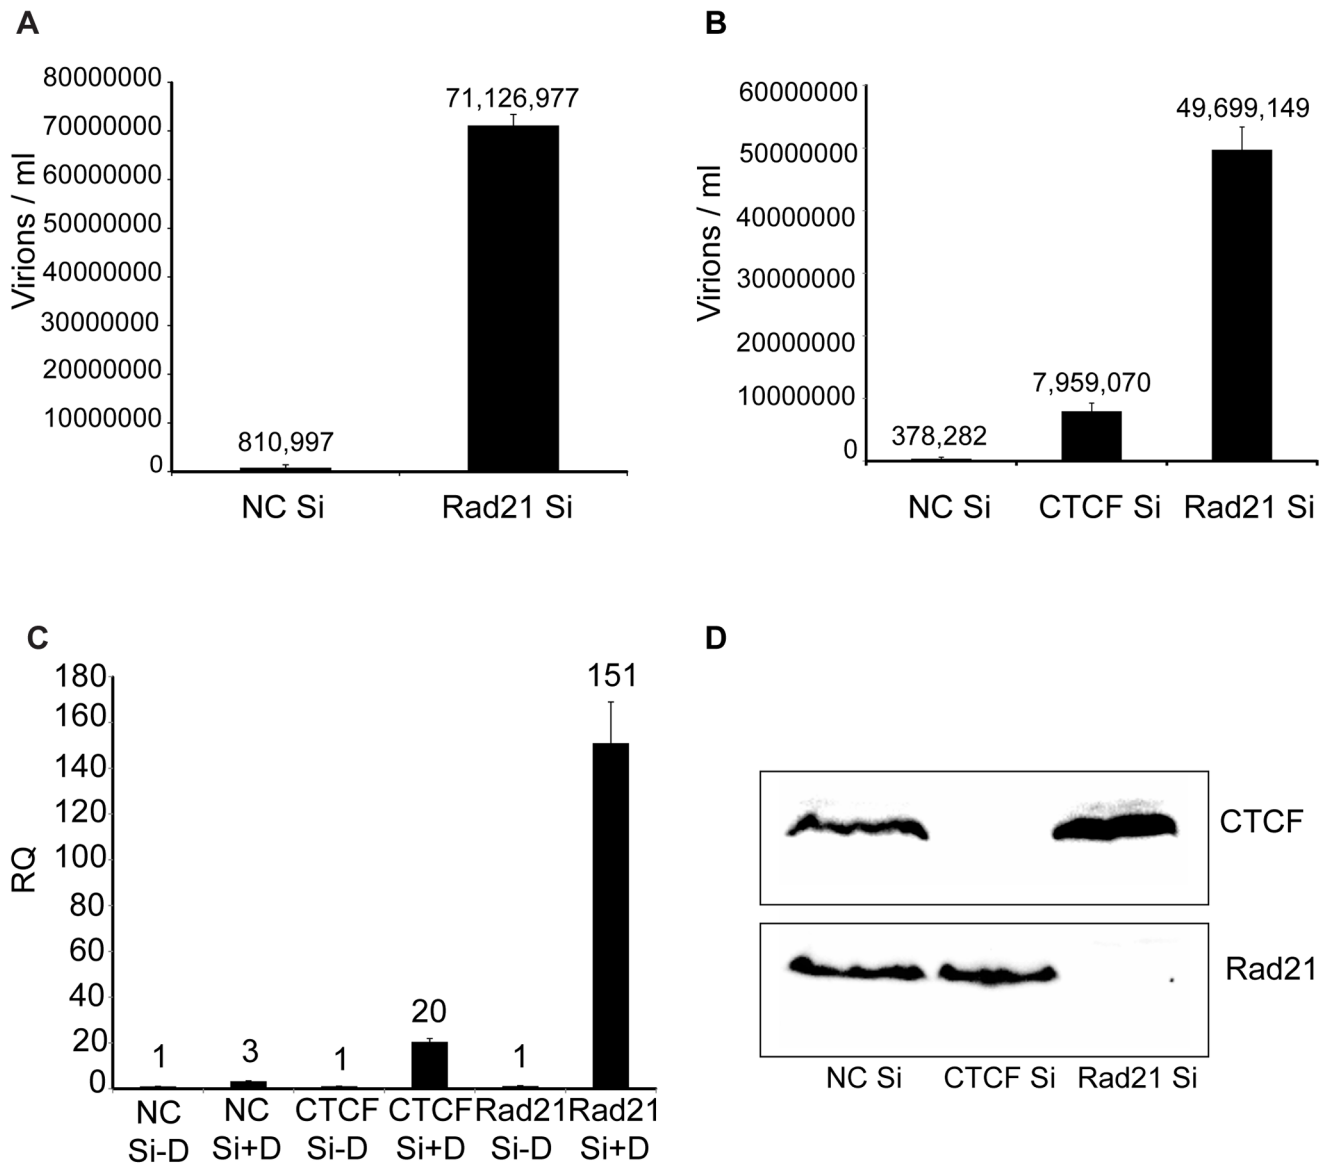 A
Virions / ml
80000000
70000000
60000000
50000000
40000000
30000000
20000000
10000000
0
810,997
71,126,977
NC Si
Rad21 Si
B
Virions / ml
60000000
50000000
40000000
30000000
20000000
10000000
0
378,282
7,959,070
49,699,149
NC Si
CTCF Si
Rad21 Si
C
RQ
180
160
140
120
100
80
60
40
20
0
1
3
1
20
1
151
NC
Si-D
NC
Si+D
CTCF
Si-D
CTCF
Si+D
Rad21
Si-D
Rad21
Si+D
D
CTCF
Rad21
NC Si
CTCF Si
Rad21 Si